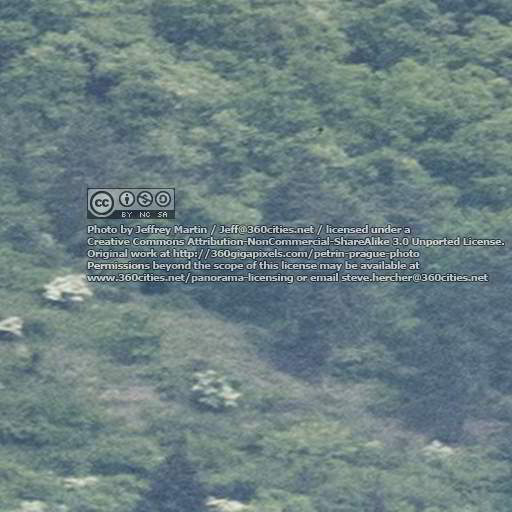 cc
BY NC SA
Photo by Jeffrey Martin / Jeff@360cities.net / licensed under a
Creative Commons Attribution-NonCommercial-ShareAlike 3.0 Unported License.
Original work at http://360gigapixels.com/petrin-prague-photo
Permissions beyond the scope of this license may be available at
www.360cities.net/panorama-licensing or email steve.hercher@360cities.net